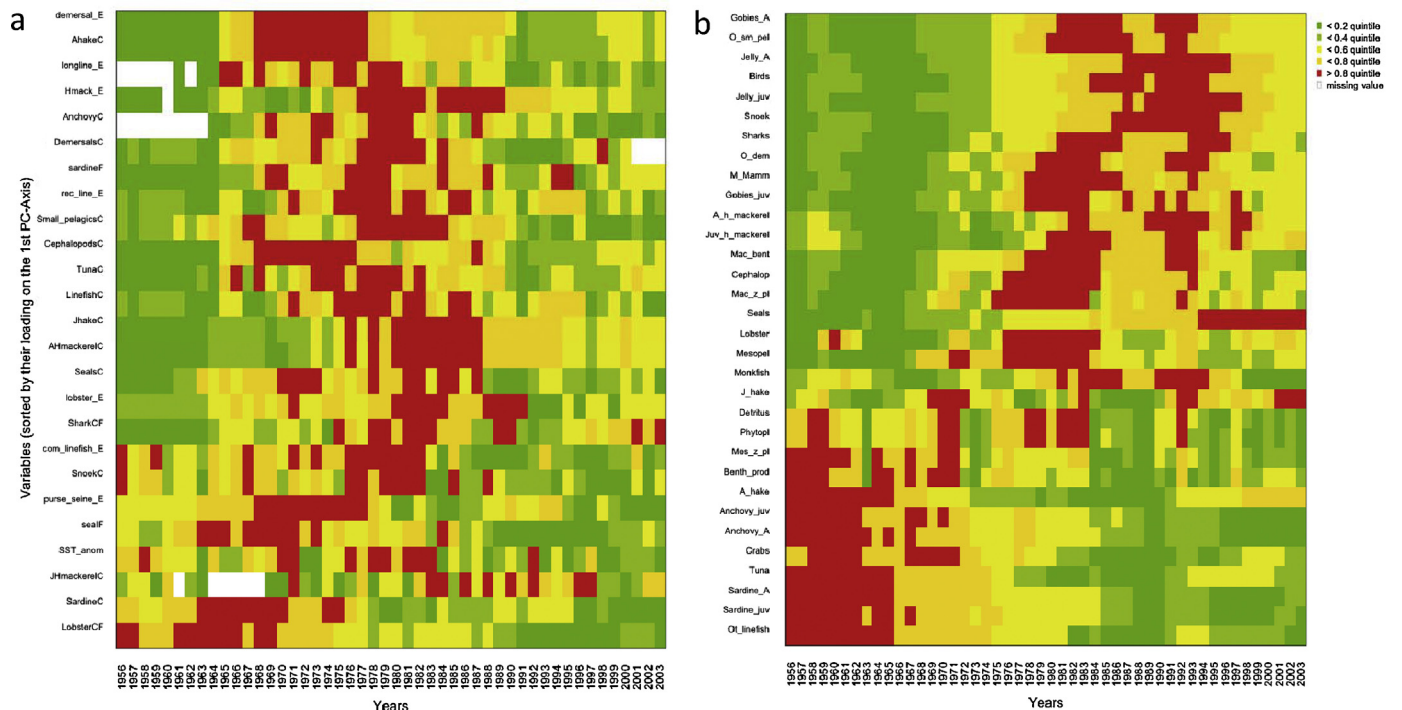 a
Variables (sorted by their loading on the 1st PC-Axis)
demersal_E
AhakeC
longline_E
Hmack_E
AnchovyC
DemersalsC
sardineF
rec_line_E
Small_pelagicsC
CephalopodsC
TunaC
LinefishC
JhakeC
AHmackerelC
SealsC
lobster_E
SharkCF
com_linefish_E
SnoekC
purse_seine_E
sealF
SST_anom
JHmackerelC
SardineC
LobsterCF
1956 1957 1958 1959 1960 1961 1962 1963 1964 1965 1966 1967 1968 1969 1970 1971 1972 1973 1974 1975 1976 1977 1978 1979 1980 1981 1982 1983 1984 1985 1986 1987 1988 1989 1990 1991 1992 1993 1994 1995 1996 1997 1998 1999 2000 2001 2002 2003
Years
b
Gobies_A
O_sm_pell
Jelly_A
Birds
Jelly_juv
Snoek
Sharks
O_dem
M_Mamm
Gobies_juv
A_h_mackerel
Juv_h_mackerel
Mac_bent
Cephalop
Mac_z_pl
Seals
Lobster
Mesopel
Monkfish
J_hake
Detritus
Phytopl
Mes_z_pl
Benth_prod
A_hake
Anchovy_juv
Anchovy_A
Crabs
Tuna
Sardine_A
Sardine_juv
Ot_linefish
1956 1957 1958 1959 1960 1961 1962 1963 1964 1965 1966 1967 1968 1969 1970 1971 1972 1973 1974 1975 1976 1977 1978 1979 1980 1981 1982 1983 1984 1985 1986 1987 1988 1989 1990 1991 1992 1993 1994 1995 1996 1997 1998 1999 2000 2001 2002 2003
Years
< 0.2 quintile
< 0.4 quintile
< 0.6 quintile
< 0.8 quintile
> 0.8 quintile
missing value